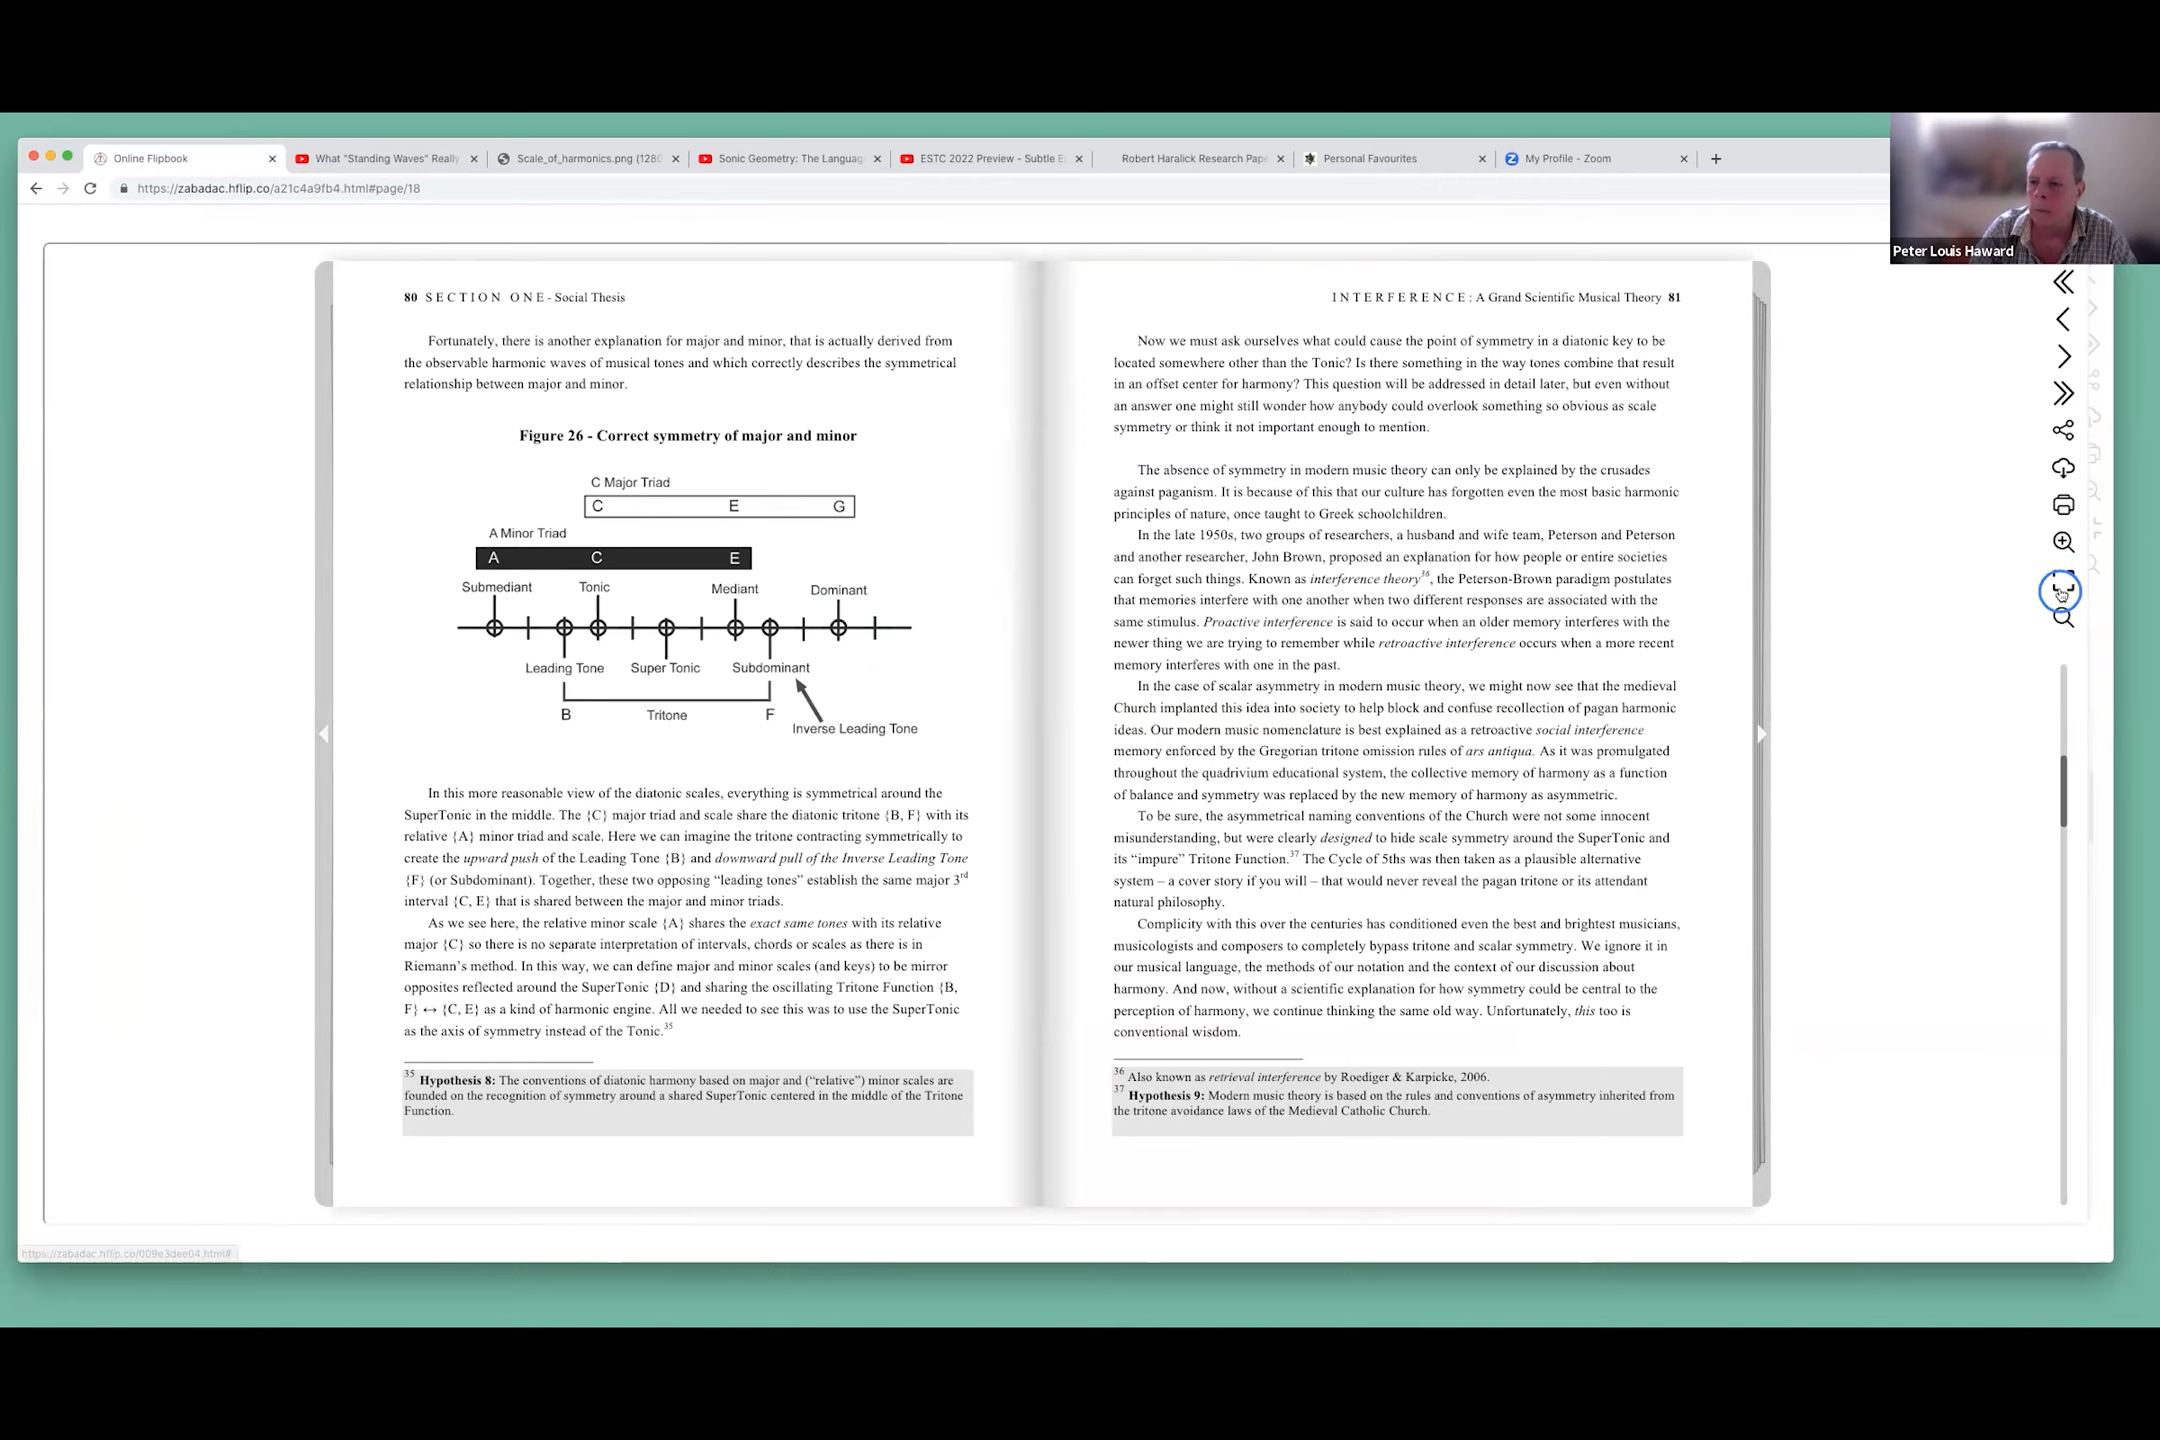 Online Flipbook
What "Standing Waves" Really
Scale_of_harmonics.png (1280
Sonic Geometry: The Languag
ESTC 2022 Preview - Subtle E
Robert Haralick Research Pape
Personal Favourites
My Profile - Zoom
https://zabadac.hflip.co/a21c4a9fb4.html#page/18
Peter Louis Haward
80 SECTION ONE - Social Thesis
Fortunately, there is another explanation for major and minor, that is actually derived from
the observable harmonic waves of musical tones and which correctly describes the symmetrical
relationship between major and minor.
Figure 26 - Correct symmetry of major and minor
C Major Triad
C E G
A Minor Triad
A C E
Submediant Tonic Mediant Dominant
Leading Tone Super Tonic Subdominant
B Tritone F
Inverse Leading Tone
In this more reasonable view of the diatonic scales, everything is symmetrical around the
SuperTonic in the middle. The {C} major triad and scale share the diatonic tritone {B, F} with its
relative {A} minor triad and scale. Here we can imagine the tritone contracting symmetrically to
create the upward push of the Leading Tone {B} and downward pull of the Inverse Leading Tone
{F} (or Subdominant). Together, these two opposing “leading tones” establish the same major 3rd
interval {C, E} that is shared between the major and minor triads.
As we see here, the relative minor scale {A} shares the exact same tones with its relative
major {C} so there is no separate interpretation of intervals, chords or scales as there is in
Riemann’s method. In this way, we can define major and minor scales (and keys) to be mirror
opposites reflected around the SuperTonic {D} and sharing the oscillating Tritone Function {B,
F} ↔ {C, E} as a kind of harmonic engine. All we needed to see this was to use the SuperTonic
as the axis of symmetry instead of the Tonic.35
35 Hypothesis 8: The conventions of diatonic harmony based on major and (“relative”) minor scales are
founded on the recognition of symmetry around a shared SuperTonic centered in the middle of the Tritone
Function.
INTERFERENCE: A Grand Scientific Musical Theory 81
Now we must ask ourselves what could cause the point of symmetry in a diatonic key to be
located somewhere other than the Tonic? Is there something in the way tones combine that result
in an offset center for harmony? This question will be addressed in detail later, but even without
an answer one might still wonder how anybody could overlook something so obvious as scale
symmetry or think it not important enough to mention.
The absence of symmetry in modern music theory can only be explained by the crusades
against paganism. It is because of this that our culture has forgotten even the most basic harmonic
principles of nature, once taught to Greek schoolchildren.
In the late 1950s, two groups of researchers, a husband and wife team, Peterson and Peterson
and another researcher, John Brown, proposed an explanation for how people or entire societies
can forget such things. Known as interference theory36, the Peterson-Brown paradigm postulates
that memories interfere with one another when two different responses are associated with the
same stimulus. Proactive interference is said to occur when an older memory interferes with the
newer thing we are trying to remember while retroactive interference occurs when a more recent
memory interferes with one in the past.
In the case of scalar asymmetry in modern music theory, we might now see that the medieval
Church implanted this idea into society to help block and confuse recollection of pagan harmonic
ideas. Our modern music nomenclature is best explained as a retroactive social interference
memory enforced by the Gregorian tritone omission rules of ars antiqua. As it was promulgated
throughout the quadrivium educational system, the collective memory of harmony as a function
of balance and symmetry was replaced by the new memory of harmony as asymmetric.
To be sure, the asymmetrical naming conventions of the Church were not some innocent
misunderstanding, but were clearly designed to hide scale symmetry around the SuperTonic and
its “impure” Tritone Function.37 The Cycle of 5ths was then taken as a plausible alternative
system – a cover story if you will – that would never reveal the pagan tritone or its attendant
natural philosophy.
Complicity with this over the centuries has conditioned even the best and brightest musicians,
musicologists and composers to completely bypass tritone and scalar symmetry. We ignore it in
our musical language, the methods of our notation and the context of our discussion about
harmony. And now, without a scientific explanation for how symmetry could be central to the
perception of harmony, we continue thinking the same old way. Unfortunately, this too is
conventional wisdom.
36 Also known as retrieval interference by Roediger & Karpicke, 2006.
37 Hypothesis 9: Modern music theory is based on the rules and conventions of asymmetry inherited from
the tritone avoidance laws of the Medieval Catholic Church.
https://zabadac.hflip.co/009e3dee04.html#